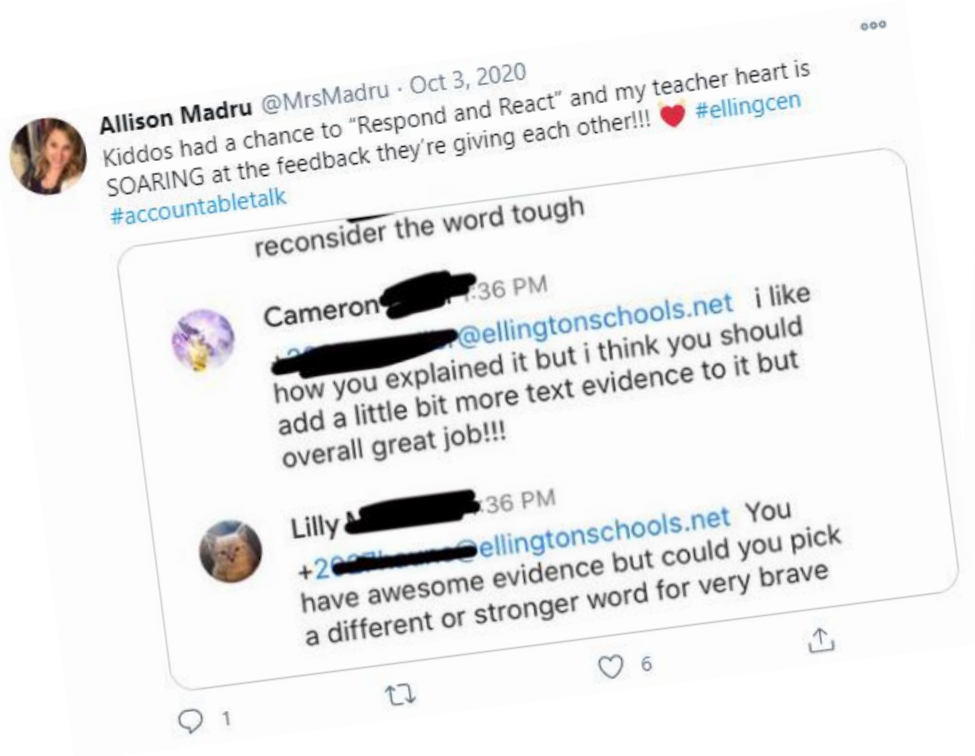 Allison Madru @MrsMadru · Oct 3, 2020
Kiddos had a chance to “Respond and React” and my teacher heart is
SOARING at the feedback they’re giving each other!!! #ellingcen
#accountabletalk
reconsider the word tough
Cameron :36 PM
@ellingtonschools.net i like
how you explained it but i think you should
add a little bit more text evidence to it but
overall great job!!!
Lilly :36 PM
@ellingtonschools.net You
have awesome evidence but could you pick
a different or stronger word for very brave
1
6